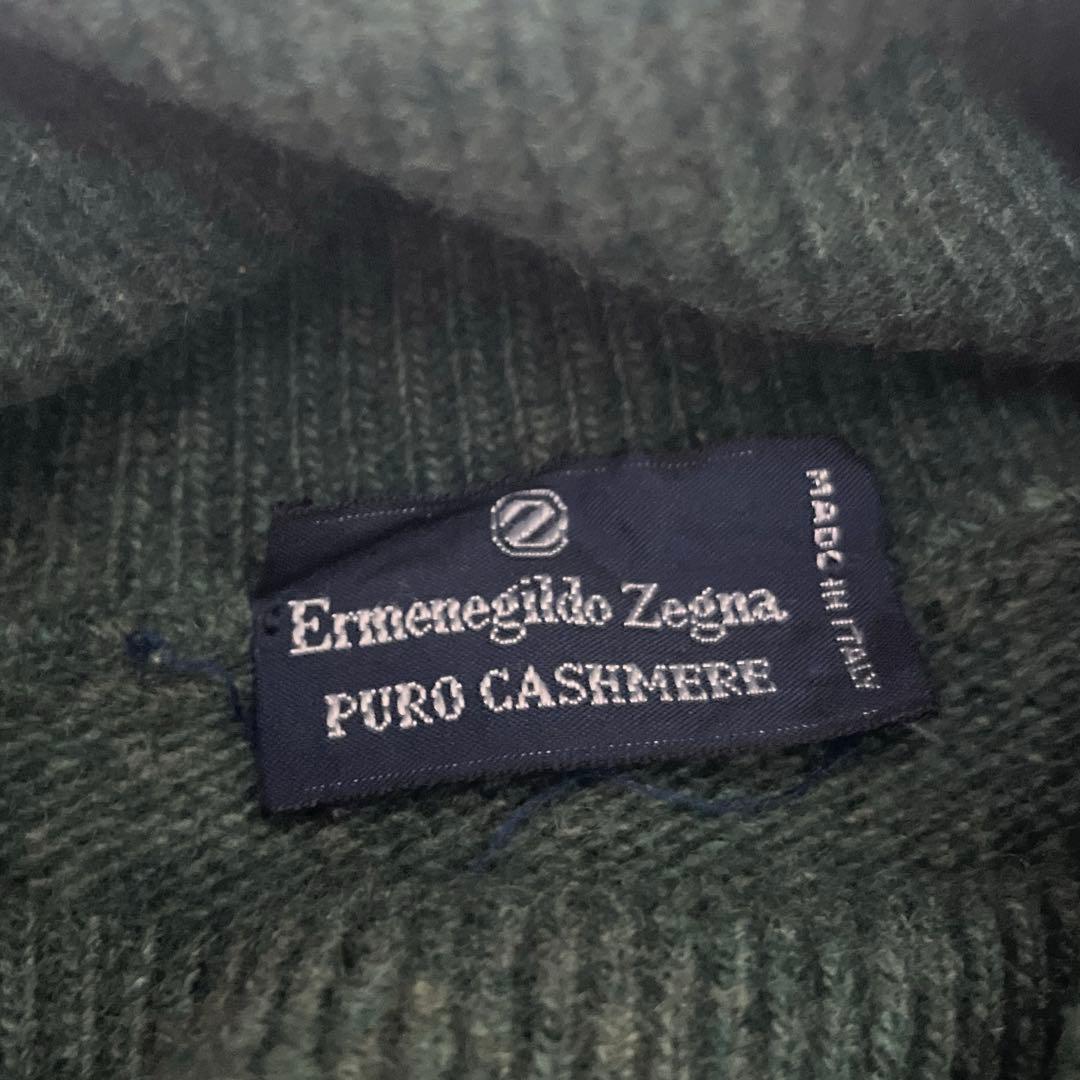 Z
Ermenegildo Zegna
PURO CASHMERE
MADE IN ITALY